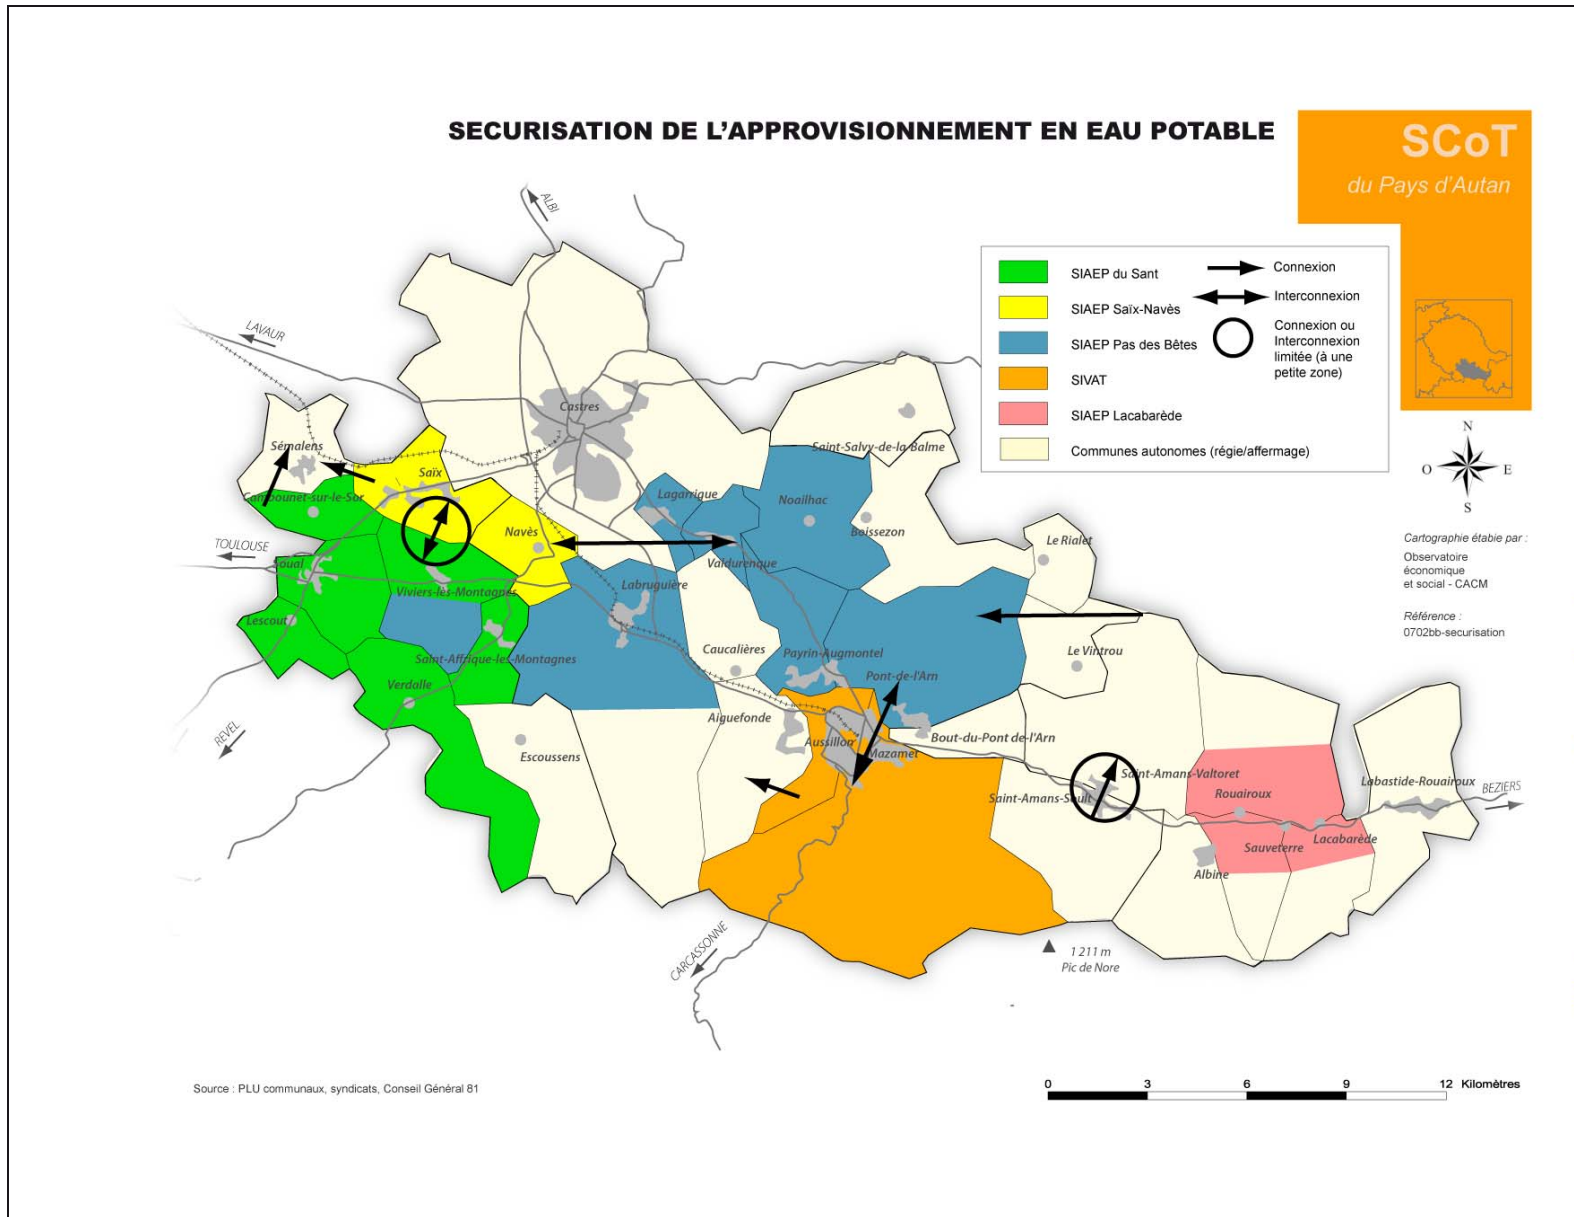 SECURISATION DE L'APPROVISIONNEMENT EN EAU POTABLE
SCoT
du Pays d'Autan
SIAEP du Sant
SIAEP Saïx-Navès
SIAEP Pas des Bêtes
SIVAT
SIAEP Lacabarède
Communes autonomes (régie/affermage)
Connexion
Interconnexion
Connexion ou
Interconnexion
limitée (à une
petite zone)
N
O
E
S
Cartographie étabie par :
Observatoire
économique
et social - CACM
Référence :
0702bb-securisation
ALBI
LAVAUR
Castres
Sémalens
Saïx
Saint-Salvy-de-la Balme
Cambounet-sur-le-Sor
Lagarrigue
Noailhac
Boissezon
Navès
Le Rialet
TOULOUSE
Soual
Valdurenque
Viviers-lès-Montagnes
Labruguière
Lescout
Caucalières
Payrin-Augmontel
Le Vintrou
Saint-Affrique-les-Montagnes
Pont-de-l'Arn
Verdalle
Aiguefonde
REVEL
Escoussens
Aussillon
Mazamet
Bout-du-Pont de-l'Arn
Saint-Amans-Valtoret
Labastide-Rouairoux
BEZIERS
Saint-Amans-Soult
Rouairoux
Lacabarède
Sauveterre
Albine
CARCASSONNE
1 211 m
Pic de Nore
Source : PLU communaux, syndicats, Conseil Général 81
0 3 6 9 12 Kilomètres